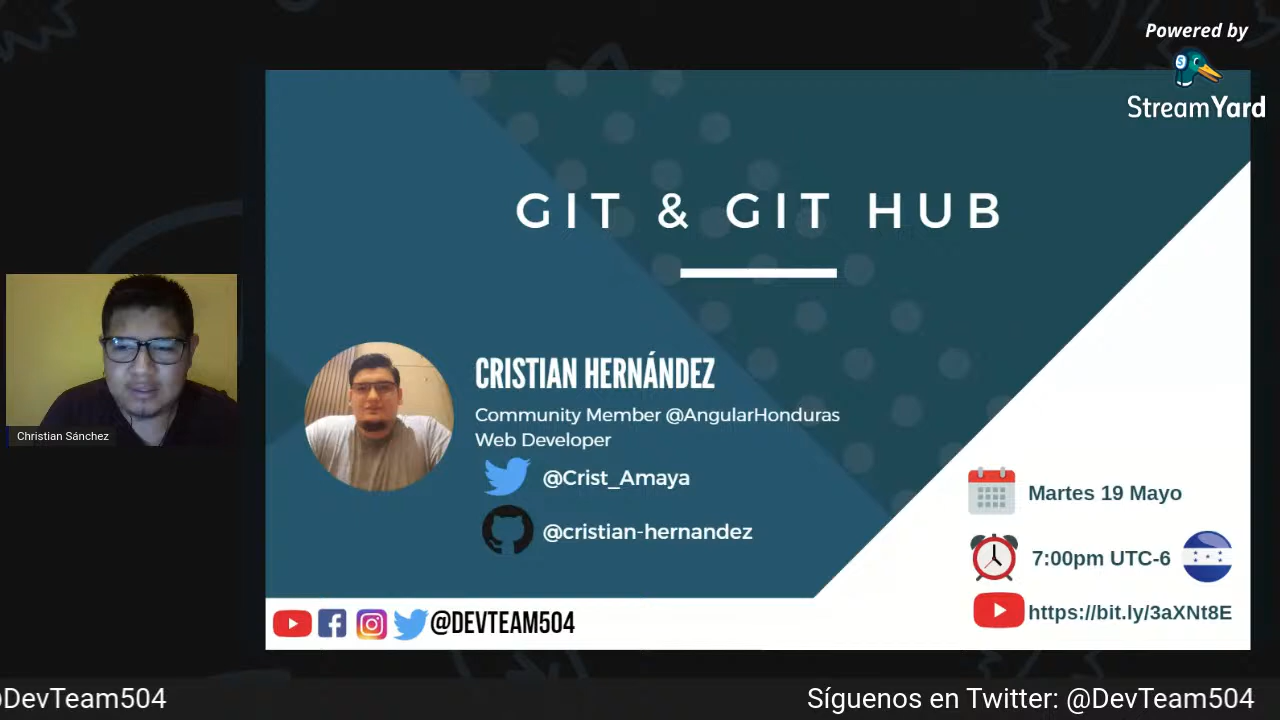 Powered by
StreamYard
GIT & GIT HUB
CRISTIAN HERNÁNDEZ
Community Member @AngularHonduras
Web Developer
@Crist_Amaya
@cristian-hernandez
Christian Sánchez
Martes 19 Mayo
7:00pm UTC-6
https://bit.ly/3aXNt8E
@DEVTEAM504
@DevTeam504
Síguenos en Twitter: @DevTeam504